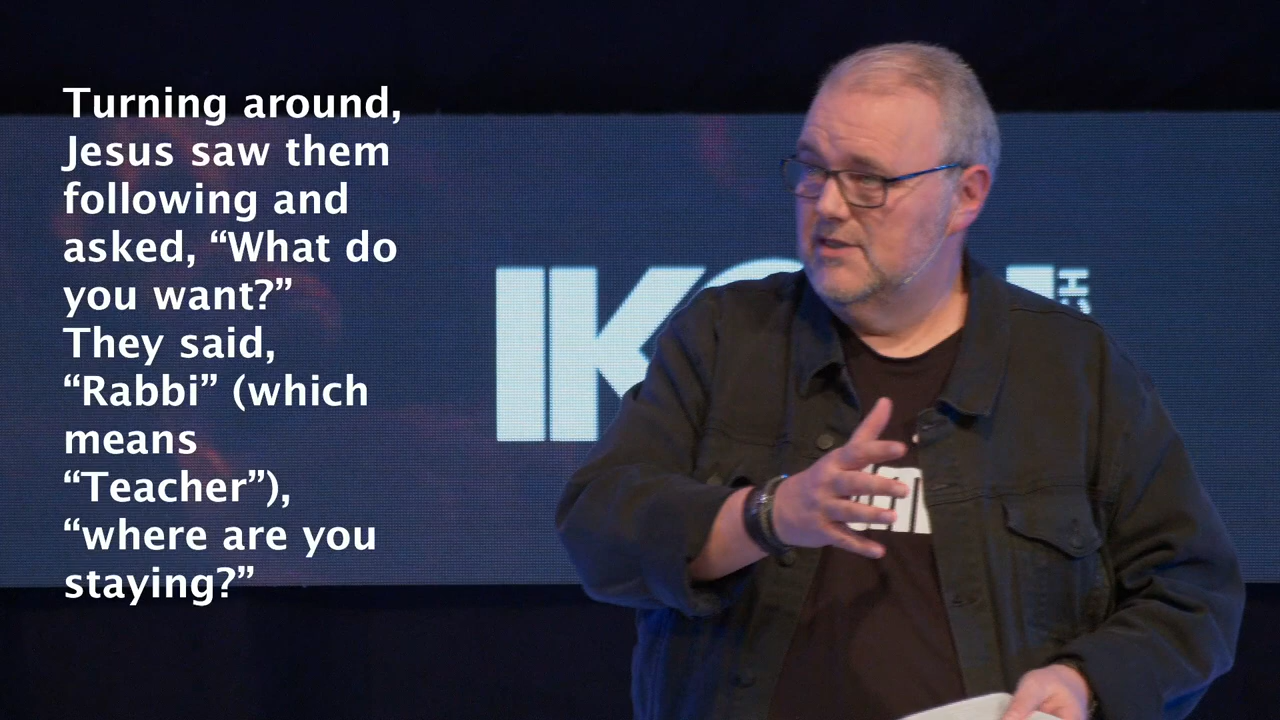 Turning around,
Jesus saw them
following and
asked, “What do
you want?”
They said,
“Rabbi” (which
means
“Teacher”),
“where are you
staying?”